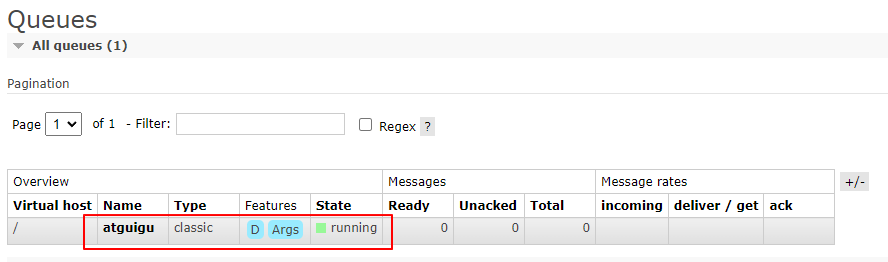 Queues
All queues (1)
Pagination
Page 1 of 1 - Filter: Regex ?
Overview Messages Message rates +/-
Virtual host Name Type Features State Ready Unacked Total incoming deliver / get ack
/ atguigu classic D Args running 0 0 0